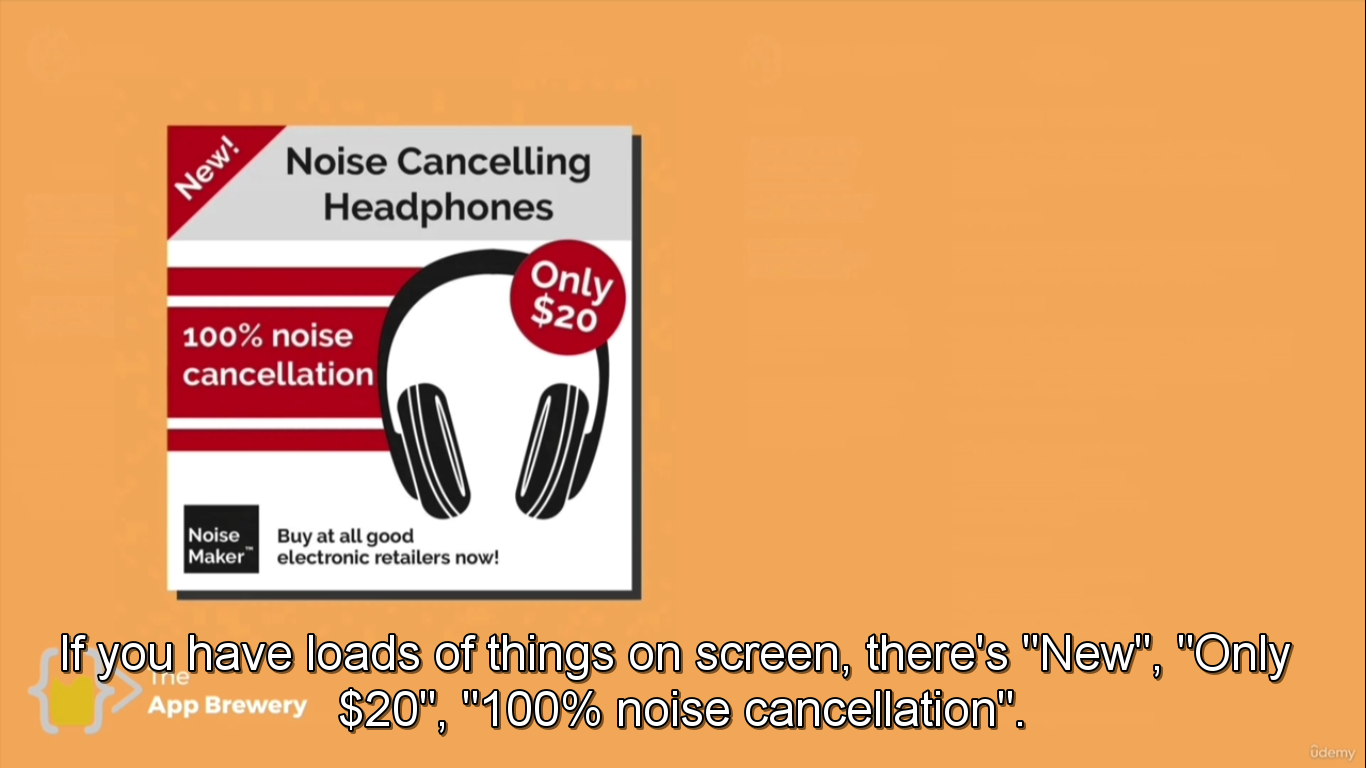 New!
Noise Cancelling
Headphones
Only
$20
100% noise
cancellation
Noise
Maker™
Buy at all good
electronic retailers now!
If you have loads of things on screen, there's "New", "Only
$20", "100% noise cancellation".
The
App Brewery
udemy